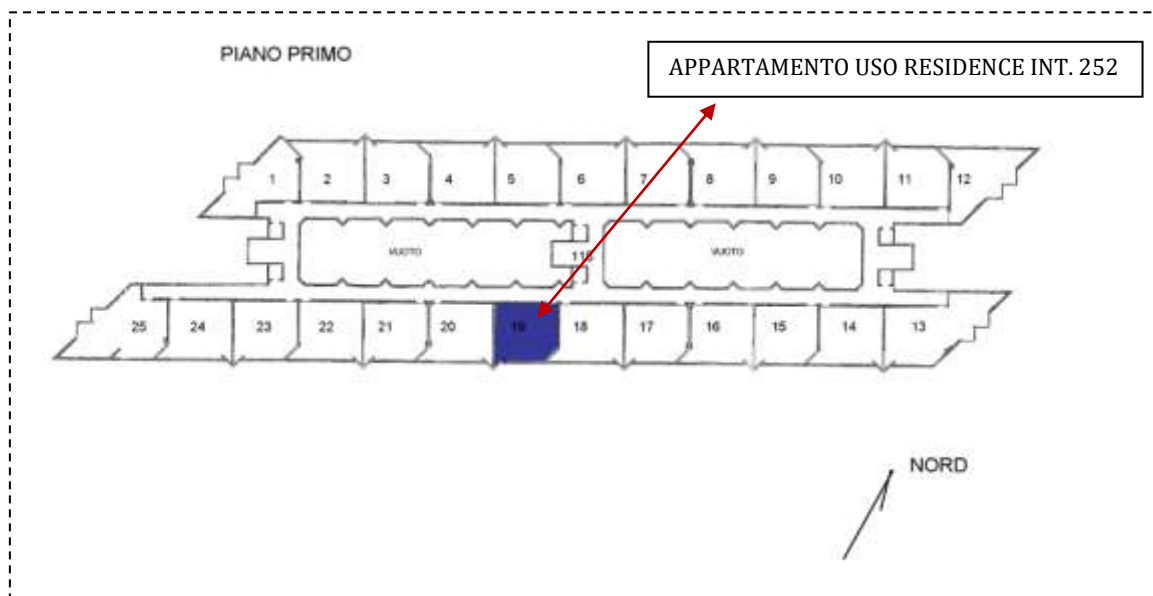 PIANO PRIMO
APPARTAMENTO USO RESIDENCE INT. 252
1 2 3 4 5 6 7 8 9 10 11 12
VUOTO VUOTO
25 24 23 22 21 20 19 18 17 16 15 14 13
NORD